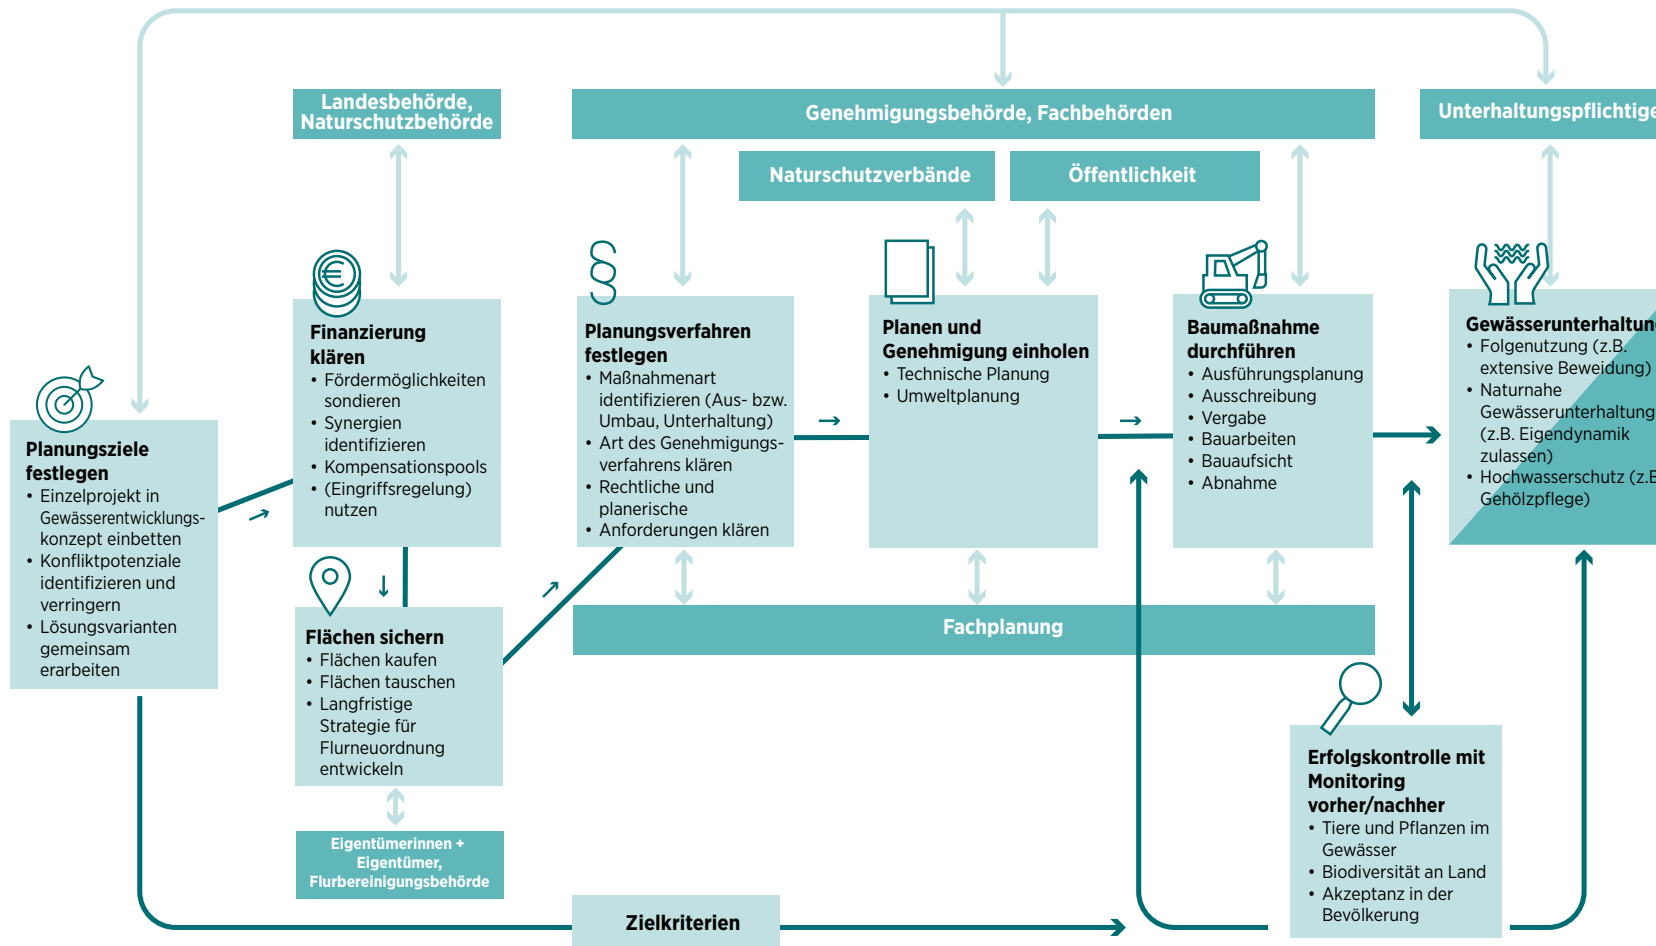 Landesbehörde,
Naturschutzbehörde
Genehmigungsbehörde, Fachbehörden
Unterhaltungspflichtige
Naturschutzverbände
Öffentlichkeit
Planungsziele
festlegen
• Einzelprojekt in
Gewässerentwicklungs-
konzept einbetten
• Konfliktpotenziale
identifizieren und
verringern
• Lösungsvarianten
gemeinsam
erarbeiten
Finanzierung
klären
• Fördermöglichkeiten
sondieren
• Synergien
identifizieren
• Kompensationspools
• (Eingriffsregelung)
nutzen
Flächen sichern
• Flächen kaufen
• Flächen tauschen
• Langfristige
Strategie für
Flurneuordnung
entwickeln
Eigentümerinnen +
Eigentümer,
Flurbereinigungsbehörde
§
Planungsverfahren
festlegen
• Maßnahmenart
identifizieren (Aus- bzw.
Umbau, Unterhaltung)
• Art des Genehmigungs-
verfahrens klären
• Rechtliche und
planerische
• Anforderungen klären
Planen und
Genehmigung einholen
• Technische Planung
• Umweltplanung
Baumaßnahme
durchführen
• Ausführungsplanung
• Ausschreibung
• Vergabe
• Bauarbeiten
• Bauaufsicht
• Abnahme
Gewässerunterhaltun
• Folgenutzung (z.B.
extensive Beweidung)
• Naturnahe
Gewässerunterhaltung
(z.B. Eigendynamik
zulassen)
• Hochwasserschutz (z.B
Gehölzpflege)
Fachplanung
Erfolgskontrolle mit
Monitoring
vorher/nachher
• Tiere und Pflanzen im
Gewässer
• Biodiversität an Land
• Akzeptanz in der
Bevölkerung
Zielkriterien